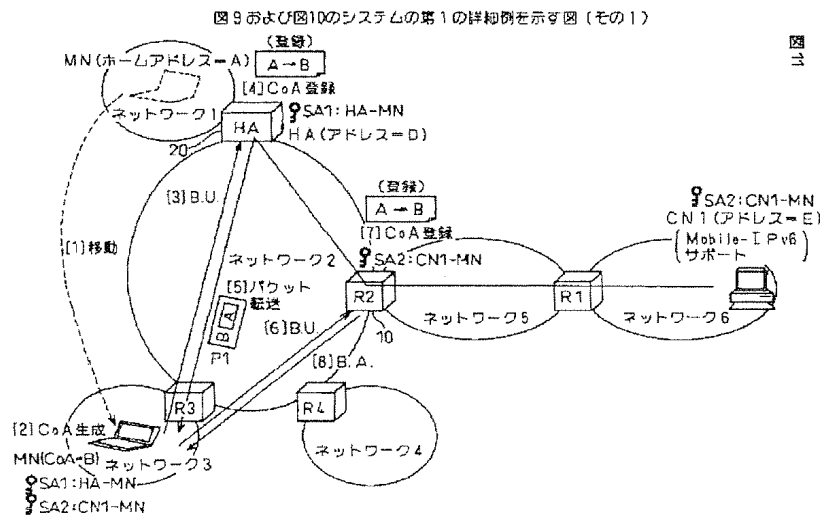 図9および図10のシステムの第1の詳細例を示す図(その1)
図11
(登録)
MN(ホームアドレス=A)
A→B
[4]CoA登録
ネットワーク1
HA
SA1:HA-MN
HA(アドレス=D)
20
[3]B.U.
(登録)
A→B
[7]CoA登録
SA2:CN1-MN
SA2:CN1-MN
CN1(アドレス=E)
(Mobile-IPv6
サポート)
[1]移動
ネットワーク2
[5]パケット
転送
B A
P1
R2
R1
[6]B.U.
10
ネットワーク5
ネットワーク6
[8]B.A.
R3
R4
[2]CoA生成
MN(CoA=B)
ネットワーク3
ネットワーク4
SA1:HA-MN
SA2:CN1-MN